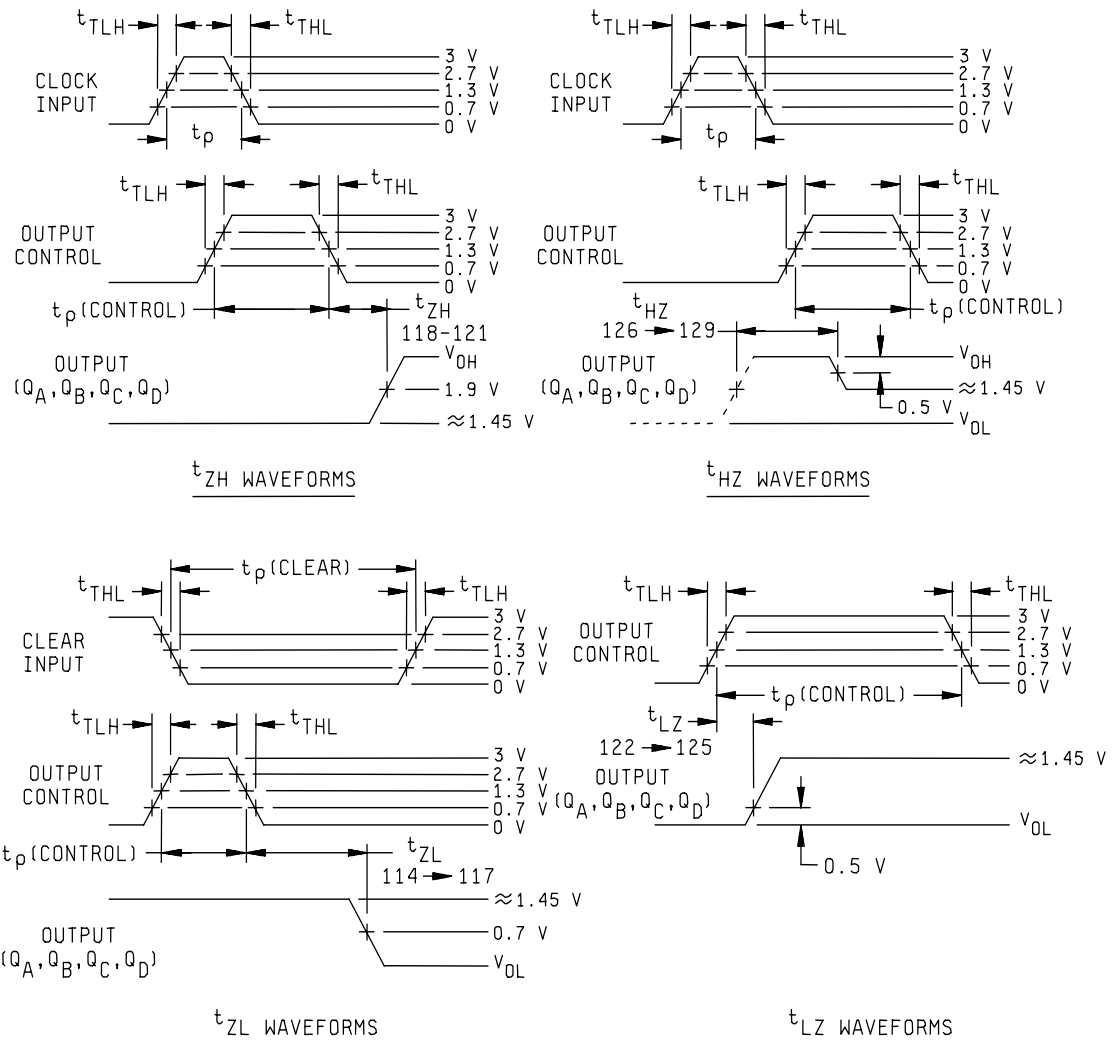 tTLH tTHL
CLOCK
INPUT
3 V
2.7 V
1.3 V
0.7 V
0 V
tp
tTLH tTHL
OUTPUT
CONTROL
3 V
2.7 V
1.3 V
0.7 V
0 V
tp(CONTROL)
tZH
118-121
OUTPUT
(QA,QB,QC,QD)
VOH
1.9 V
≈1.45 V
tZH WAVEFORMS
tTLH tTHL
CLOCK
INPUT
3 V
2.7 V
1.3 V
0.7 V
0 V
tp
tTLH tTHL
OUTPUT
CONTROL
3 V
2.7 V
1.3 V
0.7 V
0 V
tHZ
tp(CONTROL)
126 → 129
OUTPUT
(QA,QB,QC,QD)
VOH
≈1.45 V
0.5 V
VOL
tHZ WAVEFORMS
tp(CLEAR)
tTHL tTLH
CLEAR
INPUT
3 V
2.7 V
1.3 V
0.7 V
0 V
tTLH tTHL
OUTPUT
CONTROL
3 V
2.7 V
1.3 V
0.7 V
0 V
tp(CONTROL)
tZL
114 → 117
OUTPUT
(QA,QB,QC,QD)
≈1.45 V
0.7 V
VOL
tZL WAVEFORMS
tTLH tTHL
OUTPUT
CONTROL
3 V
2.7 V
1.3 V
0.7 V
0 V
tp(CONTROL)
tLZ
122 → 125
OUTPUT
(QA,QB,QC,QD)
≈1.45 V
VOL
0.5 V
tLZ WAVEFORMS